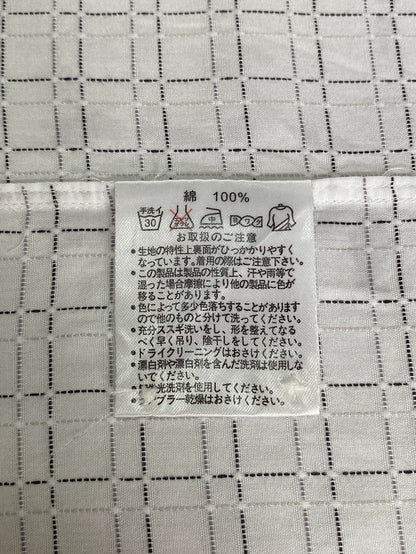 綿 100%
手洗イ
30
中
お取扱のご注意
●生地の特性上裏面がひっかかりやすく
なっています。着用の際はご注意下さい。
●この製品は製品の性質上、汗や雨等で
湿った場合摩擦により他の製品に色が
移ることがあります。
●色によって多少色落ちすることがあります
ので他のものと分けて洗ってください。
●充分ススギ洗いをし、形を整えてなる
べく早く吊り、陰干しをしてください。
●ドライクリーニングはおさけください。
●漂白剤や漂白剤を含んだ洗剤は使用しな
いでください。
光洗剤を使用してください。
ンブラー乾燥はおさけください。